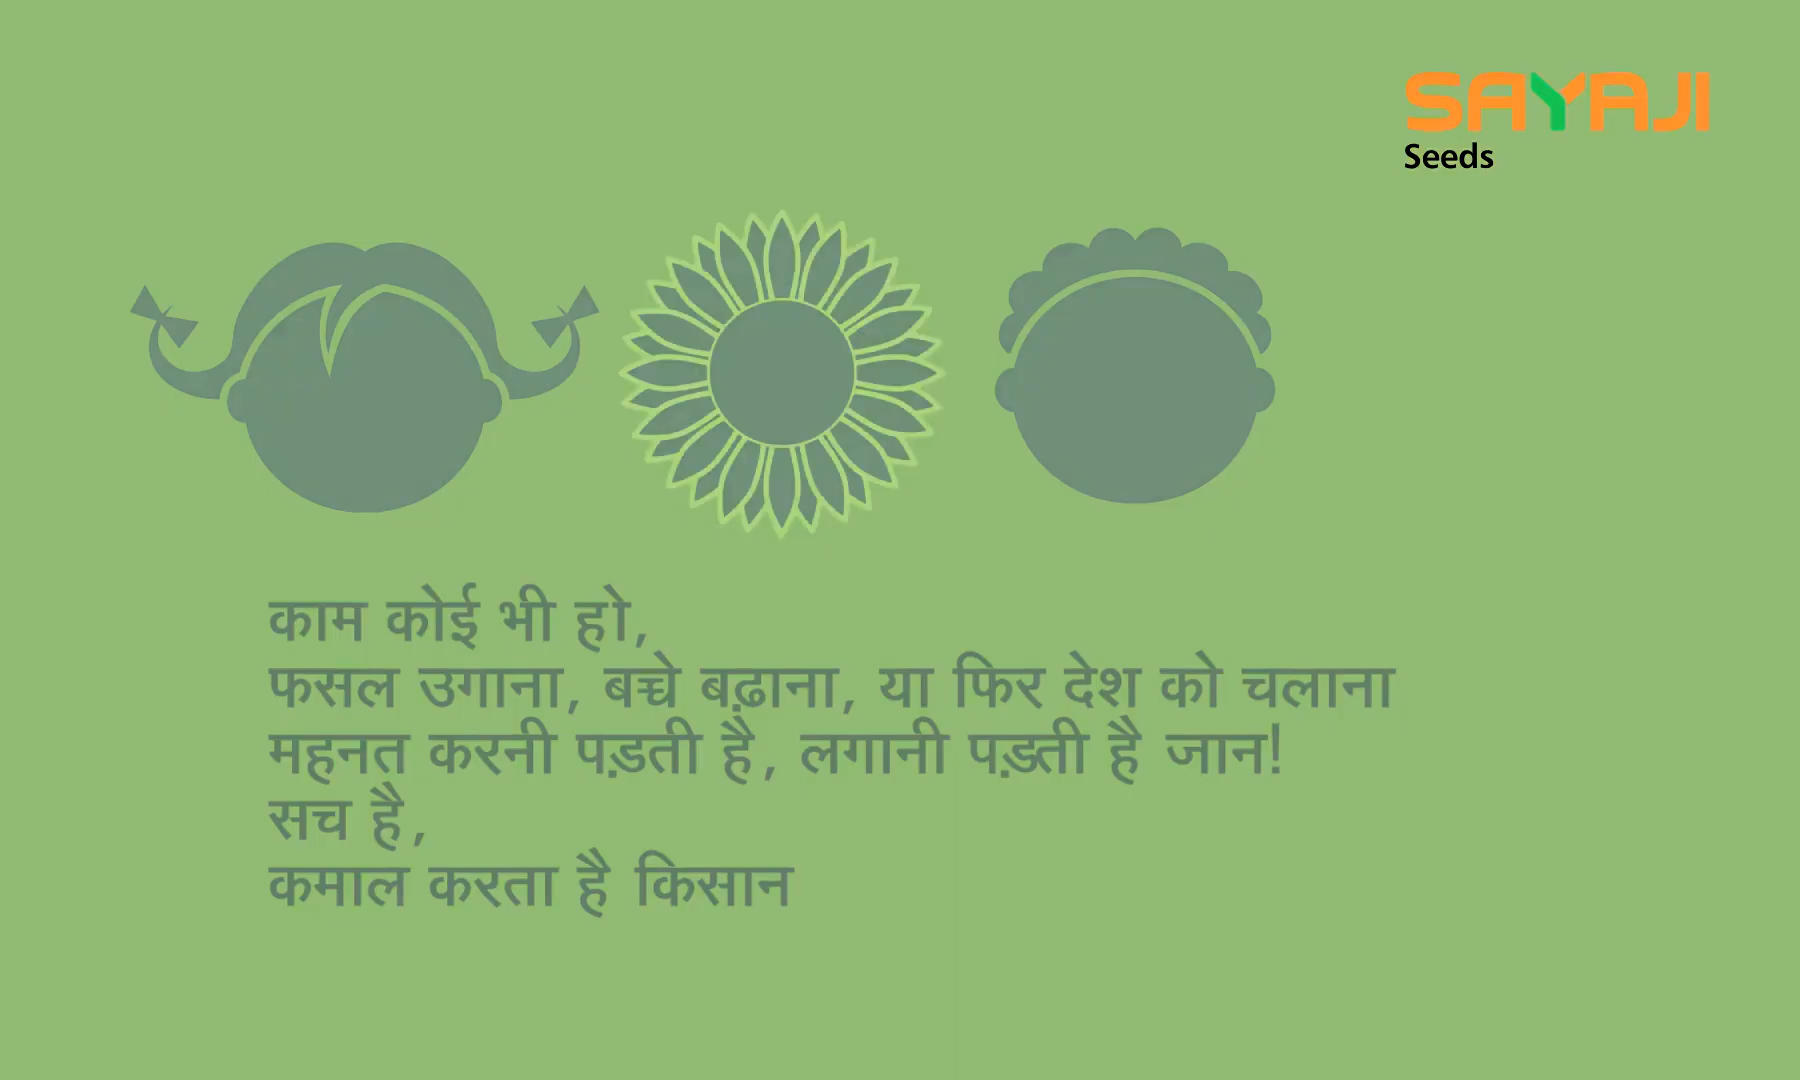 SAYAJI
Seeds
काम कोई भी हो,
फसल उगाना, बच्चे बढ़ाना, या फिर देश को चलाना
महनत करनी पड़ती है, लगानी पड़ती है जान!
सच है,
कमाल करता है किसान